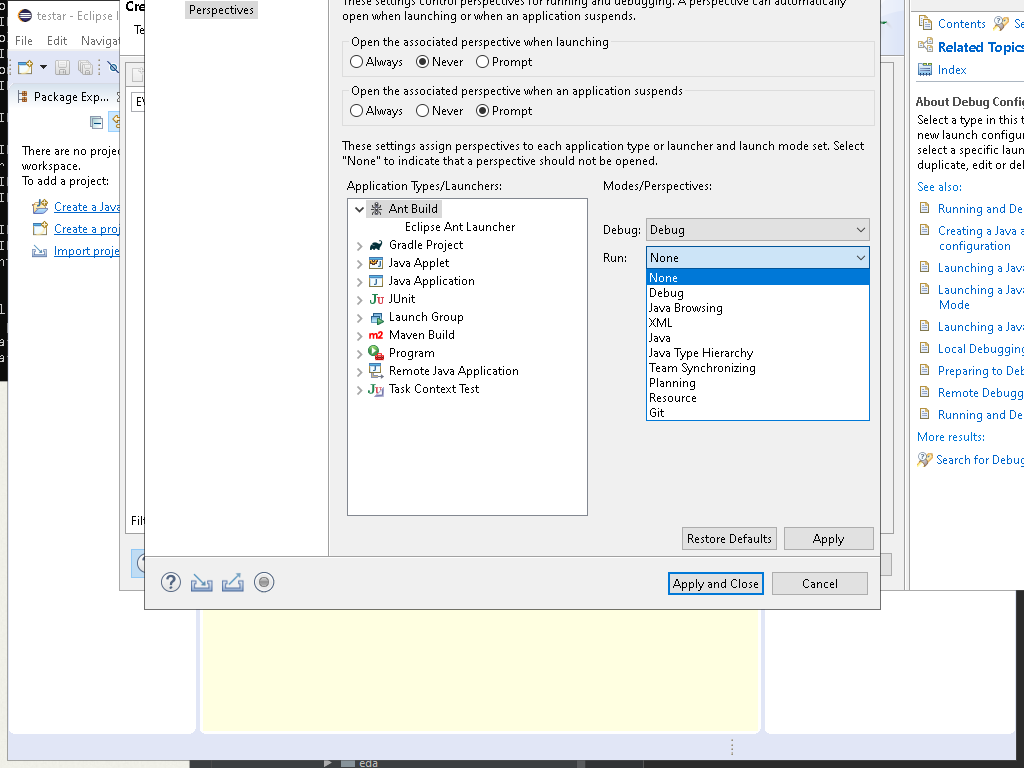 testar - Eclipse I
File Edit Navigat
Package Exp...
There are no proje
workspace.
To add a project:
Create a Java
Create a proj
Import proje
Cre
Te
Filt
Perspectives
These settings control perspectives for running and debugging. A perspective can automatically
open when launching or when an application suspends.
Open the associated perspective when launching
Always Never Prompt
Open the associated perspective when an application suspends
Always Never Prompt
These settings assign perspectives to each application type or launcher and launch mode set. Select
"None" to indicate that a perspective should not be opened.
Application Types/Launchers:
Ant Build
Eclipse Ant Launcher
Gradle Project
Java Applet
Java Application
JUnit
Launch Group
Maven Build
Program
Remote Java Application
Task Context Test
Modes/Perspectives:
Debug: Debug
Run: None
None
Debug
Java Browsing
XML
Java
Java Type Hierarchy
Team Synchronizing
Planning
Resource
Git
Restore Defaults Apply
Apply and Close Cancel
Contents Se
Related Topics
Index
About Debug Config
Select a type in this t
new launch configur
select a specific laun
duplicate, edit or del
See also:
Running and De
Creating a Java a
configuration
Launching a Java
Launching a Java
Mode
Launching a Java
Local Debugging
Preparing to Deb
Remote Debugg
Running and De
More results:
Search for Debug
eda